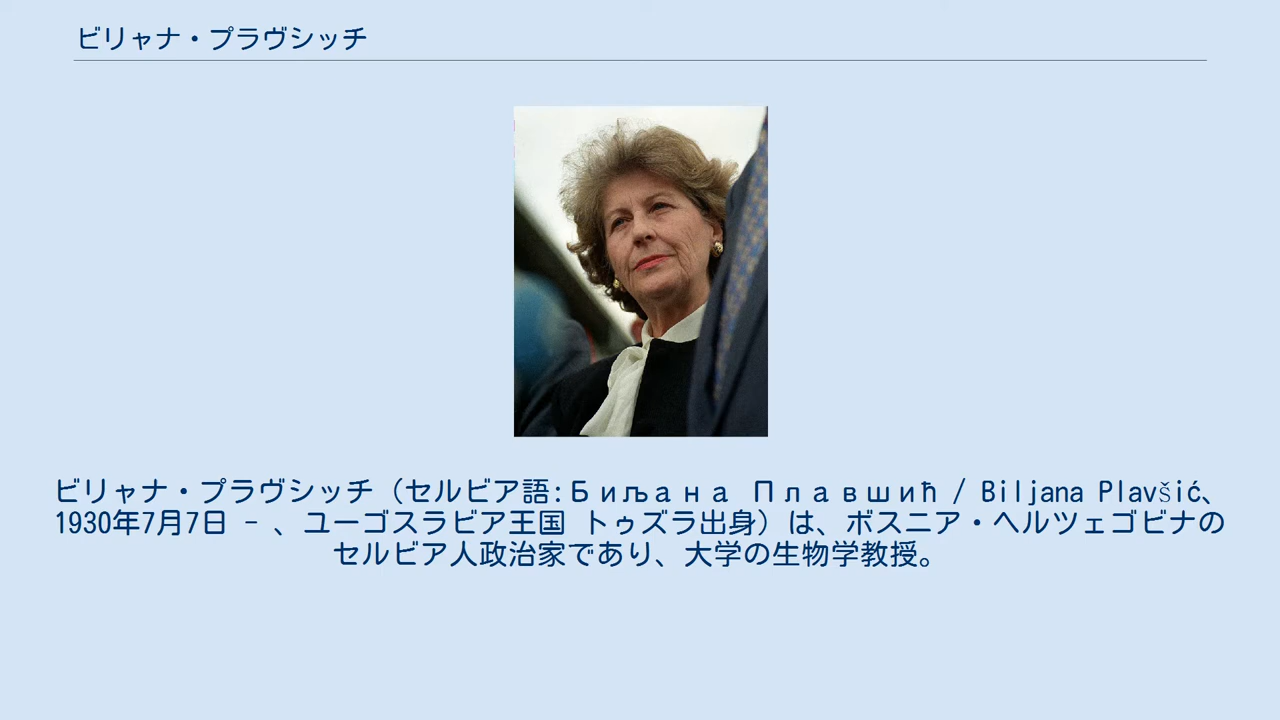 ビリャナ・プラヴシッチ
ビリャナ・プラヴシッチ（セルビア語:Биљана Плавшић / Biljana Plavšić、
1930年7月7日 - 、ユーゴスラビア王国 トゥズラ出身）は、ボスニア・ヘルツェゴビナの
セルビア人政治家であり、大学の生物学教授。